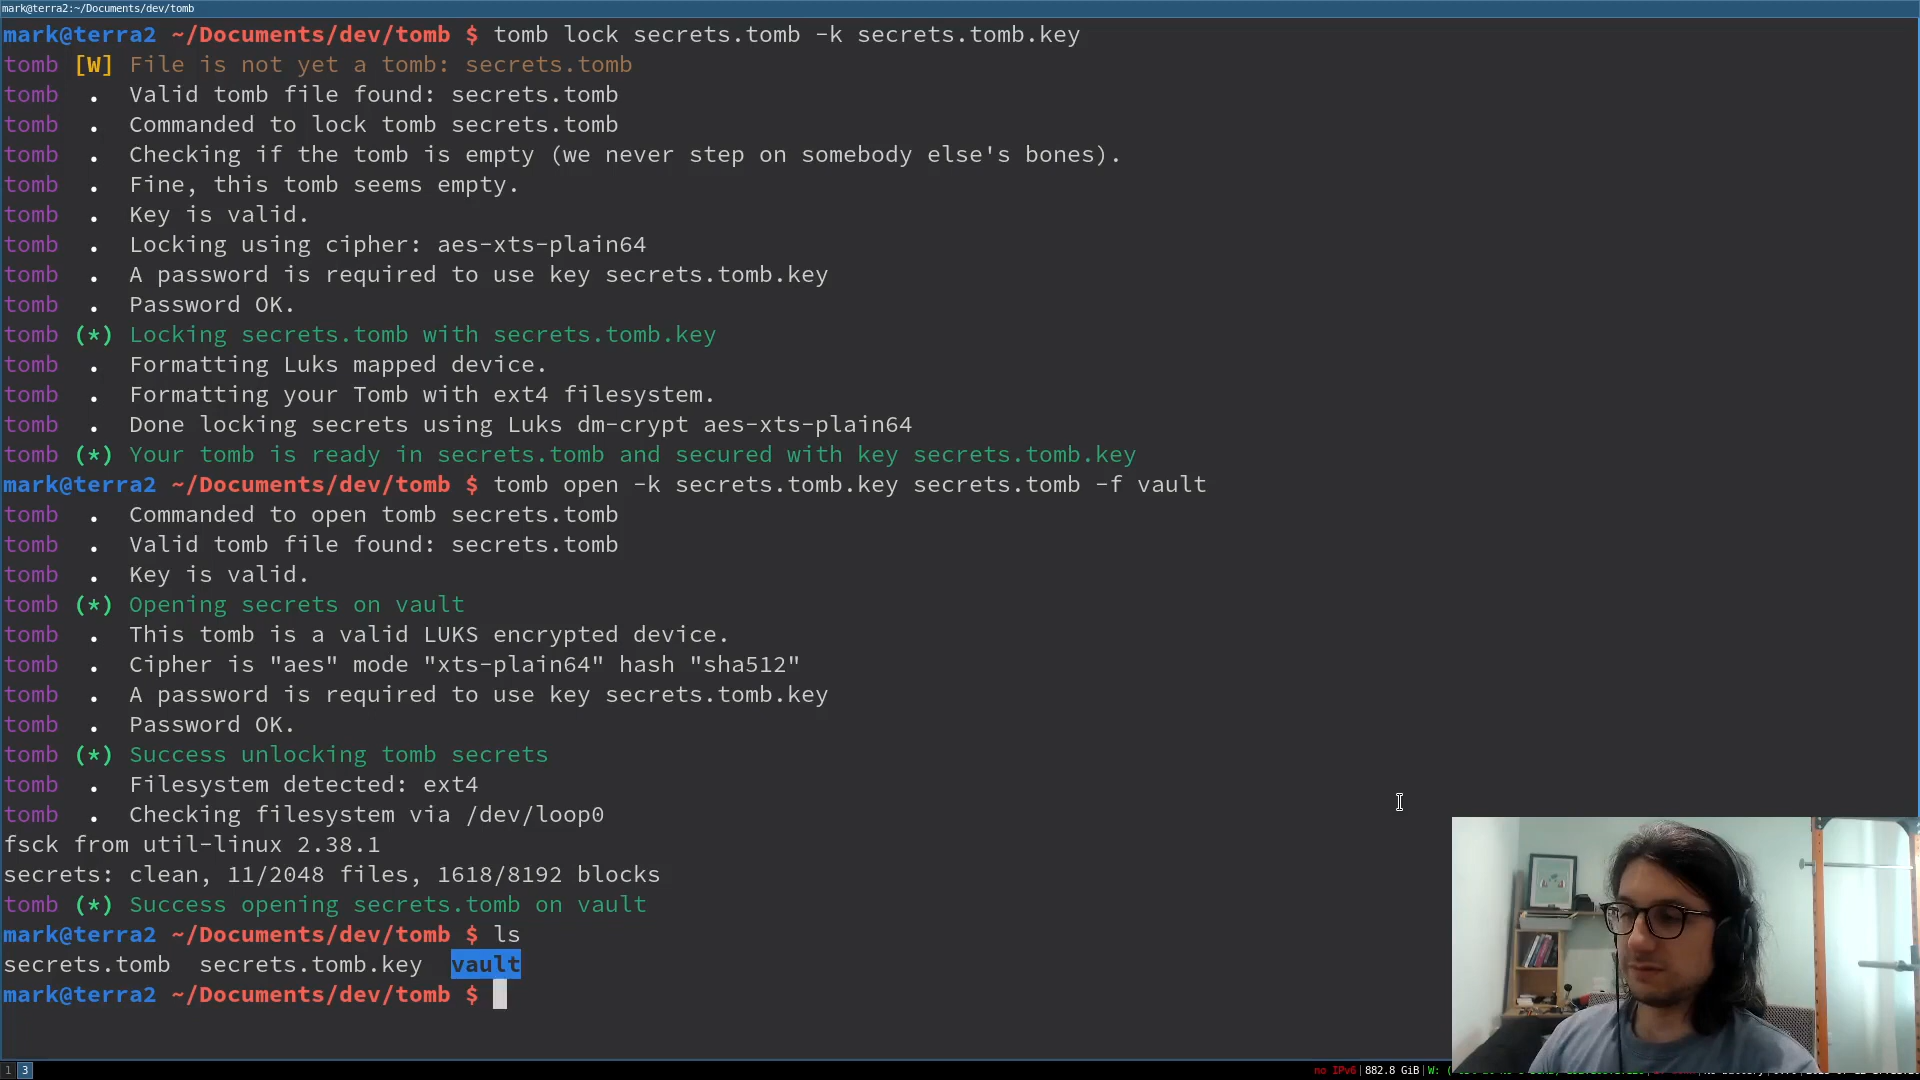 mark@terra2:~/Documents/dev/tomb
mark@terra2 ~/Documents/dev/tomb $ tomb lock secrets.tomb -k secrets.tomb.key
tomb [W] File is not yet a tomb: secrets.tomb
tomb . Valid tomb file found: secrets.tomb
tomb . Commanded to lock tomb secrets.tomb
tomb . Checking if the tomb is empty (we never step on somebody else's bones).
tomb . Fine, this tomb seems empty.
tomb . Key is valid.
tomb . Locking using cipher: aes-xts-plain64
tomb . A password is required to use key secrets.tomb.key
tomb . Password OK.
tomb (*) Locking secrets.tomb with secrets.tomb.key
tomb . Formatting Luks mapped device.
tomb . Formatting your Tomb with ext4 filesystem.
tomb . Done locking secrets using Luks dm-crypt aes-xts-plain64
tomb (*) Your tomb is ready in secrets.tomb and secured with key secrets.tomb.key
mark@terra2 ~/Documents/dev/tomb $ tomb open -k secrets.tomb.key secrets.tomb -f vault
tomb . Commanded to open tomb secrets.tomb
tomb . Valid tomb file found: secrets.tomb
tomb . Key is valid.
tomb (*) Opening secrets on vault
tomb . This tomb is a valid LUKS encrypted device.
tomb . Cipher is "aes" mode "xts-plain64" hash "sha512"
tomb . A password is required to use key secrets.tomb.key
tomb . Password OK.
tomb (*) Success unlocking tomb secrets
tomb . Filesystem detected: ext4
tomb . Checking filesystem via /dev/loop0
fsck from util-linux 2.38.1
secrets: clean, 11/2048 files, 1618/8192 blocks
tomb (*) Success opening secrets.tomb on vault
mark@terra2 ~/Documents/dev/tomb $ ls
secrets.tomb secrets.tomb.key vault
mark@terra2 ~/Documents/dev/tomb $
1 3 no IPv6|882.8 GiB|W: (